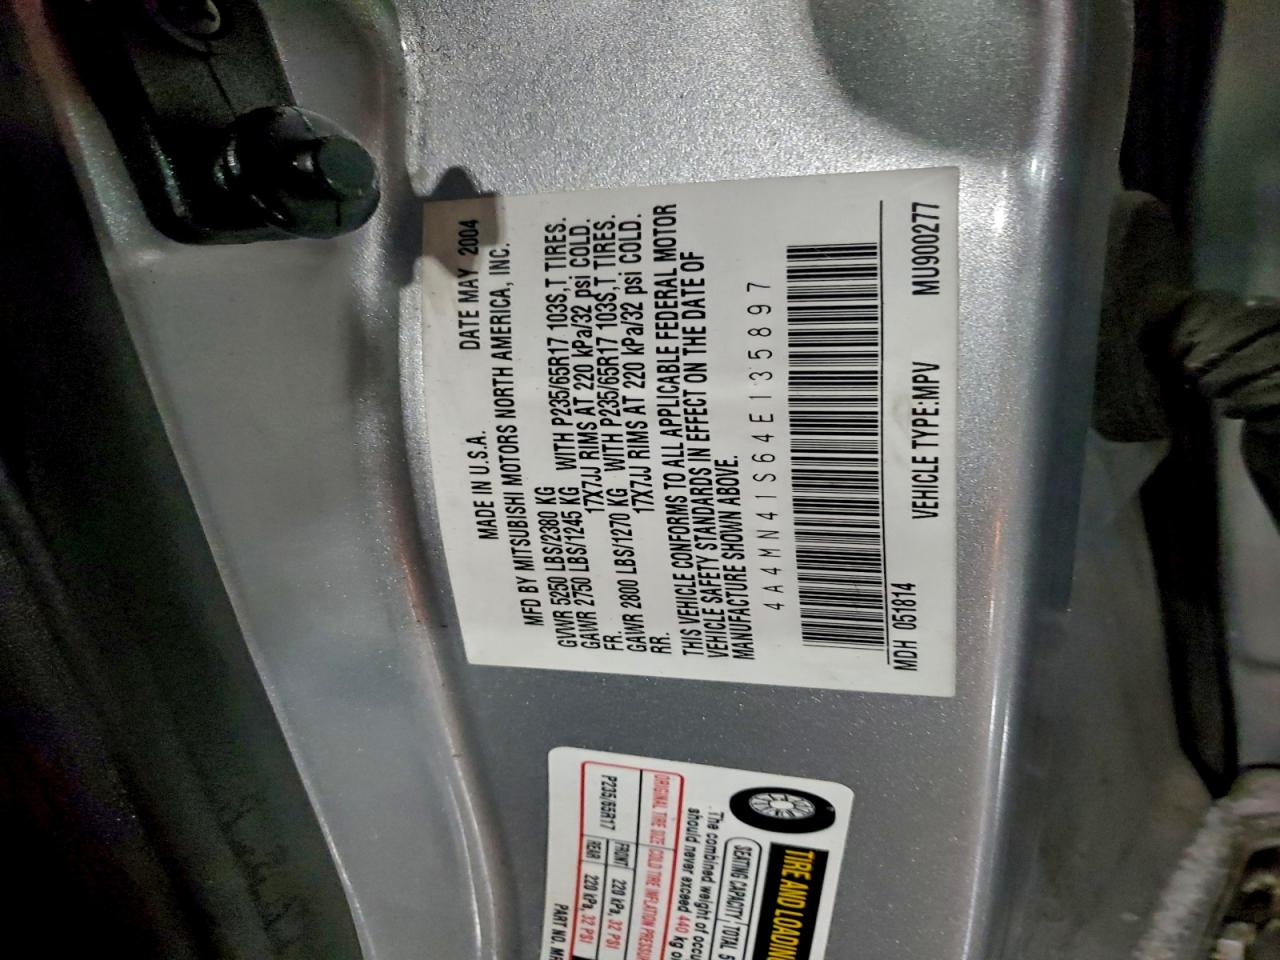 MADE IN U.S.A. DATE MAY 2004
MFD BY MITSUBISHI MOTORS NORTH AMERICA, INC.
GVWR 5250 LBS/2380 KG
GAWR 2750 LBS/1245 KG WITH P235/65R17 103S,T TIRES.
FR. 17X7JJ RIMS AT 220 kPa/32 psi COLD.
GAWR 2800 LBS/1270 KG WITH P235/65R17 103S,T TIRES.
RR. 17X7JJ RIMS AT 220 kPa/32 psi COLD.
THIS VEHICLE CONFORMS TO ALL APPLICABLE FEDERAL MOTOR
VEHICLE SAFETY STANDARDS IN EFFECT ON THE DATE OF
MANUFACTURE SHOWN ABOVE.
4A4MN41S64E135897
MDH 051814 VEHICLE TYPE:MPV MU900277
TIRE AND LOADING
SEATING CAPACITY TOTAL 5
The combined weight of
should never exceed 440 kg
ORIGINAL TIRE SIZE COLD TIRE INFLATION
P235/65R17 FRONT 220 kPa, 32 PSI
REAR 220 kPa, 32 PSI
PART NO.